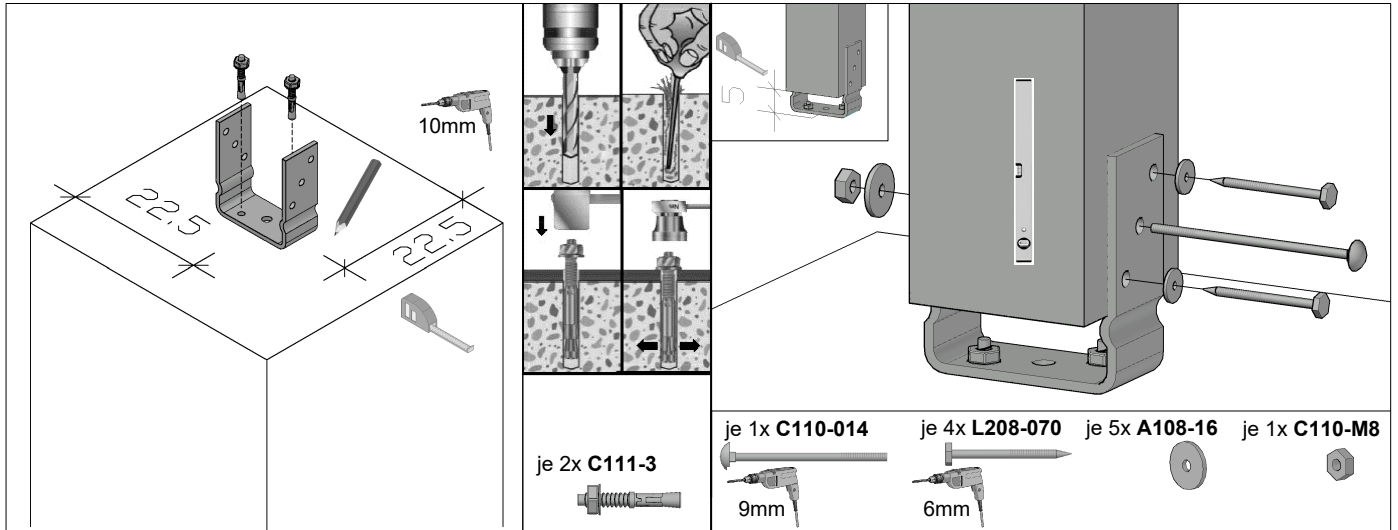 10mm
22.5
22.5
je 2x C111-3
5
je 1x C110-014
9mm
je 4x L208-070
6mm
je 5x A108-16
je 1x C110-M8